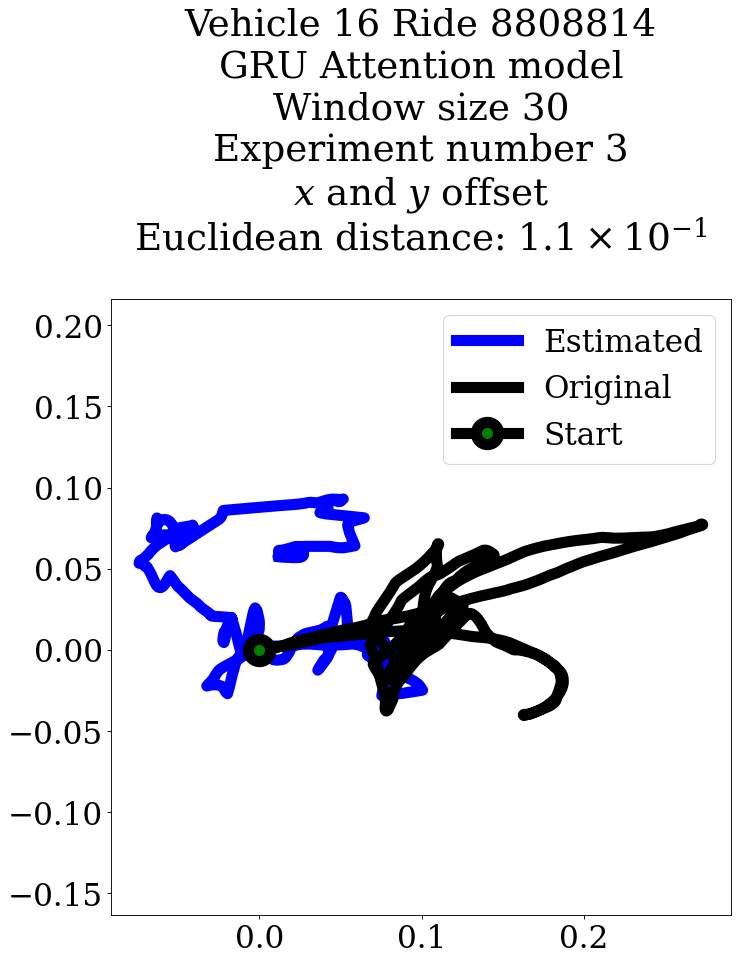 Vehicle 16 Ride 8808814
GRU Attention model
Window size 30
Experiment number 3
x and y offset
Euclidean distance: 1.1 × 10⁻¹
Estimated
Original
Start
0.20
0.15
0.10
0.05
0.00
−0.05
−0.10
−0.15
0.0 0.1 0.2